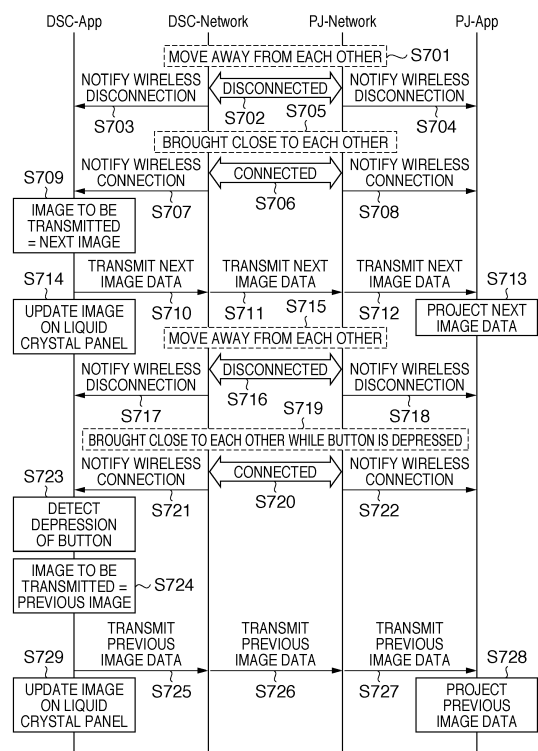 DSC-App DSC-Network PJ-Network PJ-App
MOVE AWAY FROM EACH OTHER S701
NOTIFY WIRELESS
DISCONNECTION
DISCONNECTED
NOTIFY WIRELESS
DISCONNECTION
S703 S702 S705 S704
BROUGHT CLOSE TO EACH OTHER
NOTIFY WIRELESS
CONNECTION
CONNECTED
NOTIFY WIRELESS
CONNECTION
S709
S707 S706 S708
IMAGE TO BE
TRANSMITTED
= NEXT IMAGE
TRANSMIT NEXT
IMAGE DATA
TRANSMIT NEXT
IMAGE DATA
TRANSMIT NEXT
IMAGE DATA
S714 S713
S710 S711 S715 S712
UPDATE IMAGE
ON LIQUID
CRYSTAL PANEL
PROJECT NEXT
IMAGE DATA
MOVE AWAY FROM EACH OTHER
NOTIFY WIRELESS
DISCONNECTION
DISCONNECTED
NOTIFY WIRELESS
DISCONNECTION
S717 S716 S719 S718
BROUGHT CLOSE TO EACH OTHER WHILE BUTTON IS DEPRESSED
NOTIFY WIRELESS
CONNECTION
CONNECTED
NOTIFY WIRELESS
CONNECTION
S723
S721 S720 S722
DETECT
DEPRESSION
OF BUTTON
IMAGE TO BE
TRANSMITTED =
PREVIOUS IMAGE
S724
TRANSMIT
PREVIOUS
IMAGE DATA
TRANSMIT
PREVIOUS
IMAGE DATA
TRANSMIT
PREVIOUS
IMAGE DATA
S729 S728
S725 S726 S727
UPDATE IMAGE
ON LIQUID
CRYSTAL PANEL
PROJECT
PREVIOUS
IMAGE DATA